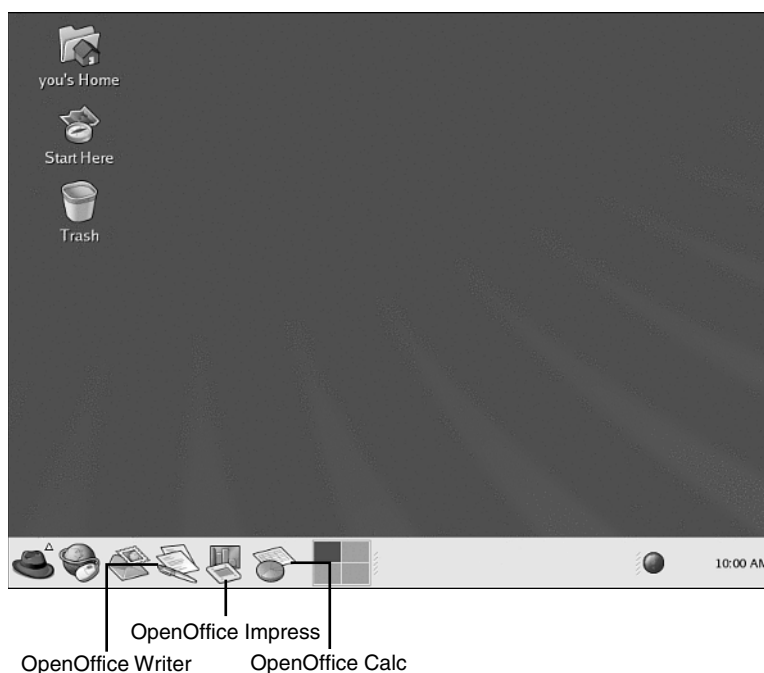 you's Home
Start Here
Trash
10:00 AM
OpenOffice Impress
OpenOffice Writer
OpenOffice Calc